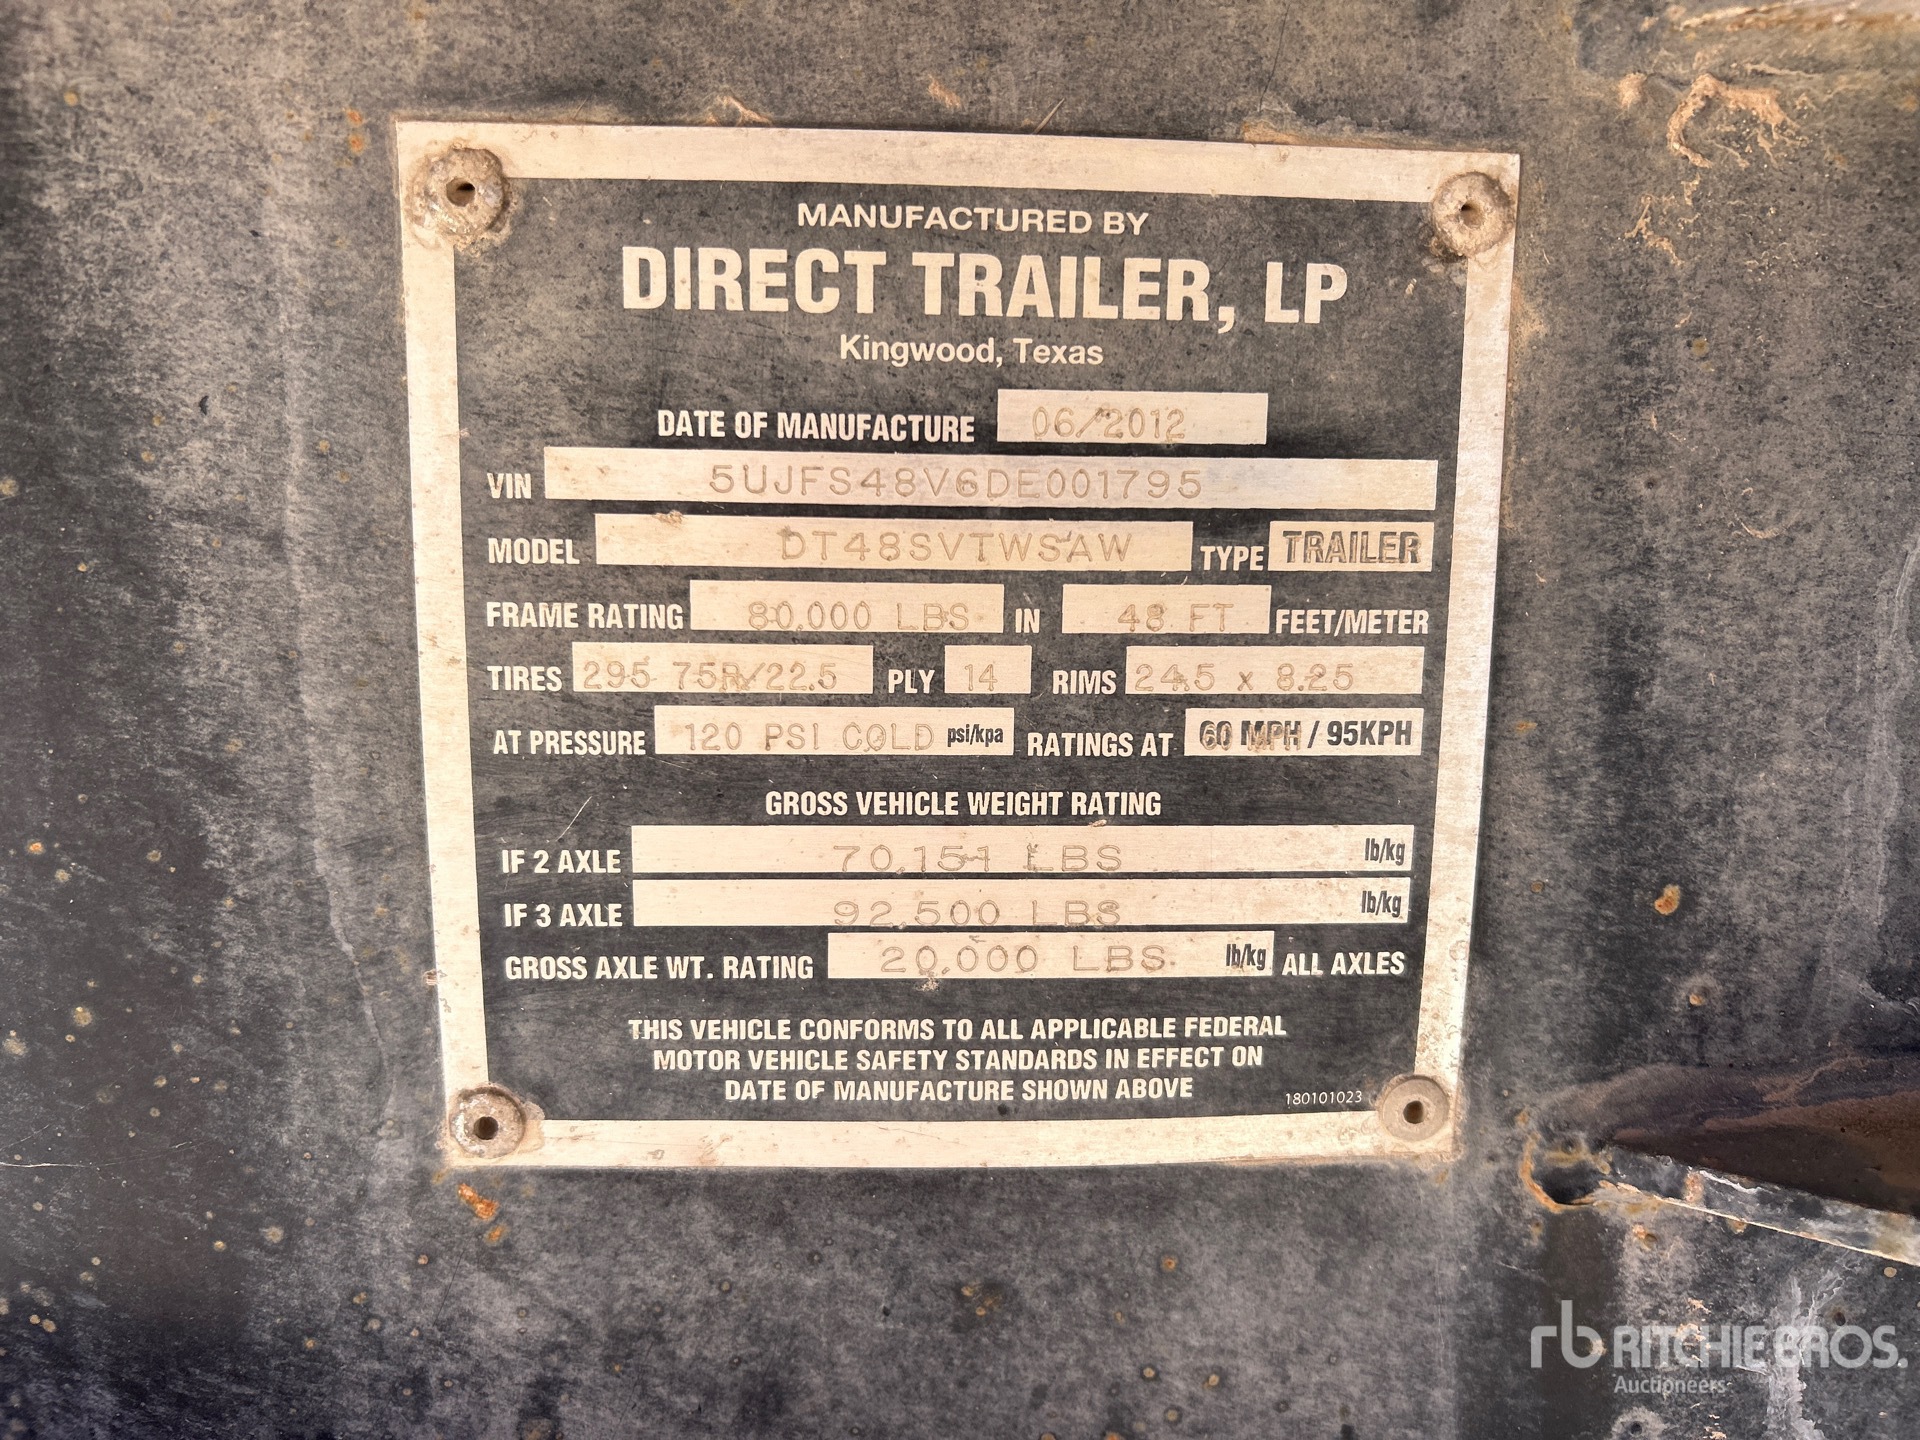 MANUFACTURED BY
DIRECT TRAILER, LP
Kingwood, Texas
DATE OF MANUFACTURE 06/2012
VIN 5UJFS48V6DE001795
MODEL DT48SVTWSAW TYPE TRAILER
FRAME RATING 80,000 LBS IN 48 FT FEET/METER
TIRES 295 75R/22.5 PLY 14 RIMS 24.5 x 8.25
AT PRESSURE 120 PSI COLD psi/kpa RATINGS AT 60 MPH / 95KPH
GROSS VEHICLE WEIGHT RATING
IF 2 AXLE 70,151 LBS lb/kg
IF 3 AXLE 92,500 LBS lb/kg
GROSS AXLE WT. RATING 20,000 LBS lb/kg ALL AXLES
THIS VEHICLE CONFORMS TO ALL APPLICABLE FEDERAL
MOTOR VEHICLE SAFETY STANDARDS IN EFFECT ON
DATE OF MANUFACTURE SHOWN ABOVE
180101023
rb RITCHIE BROS.
Auctioneers